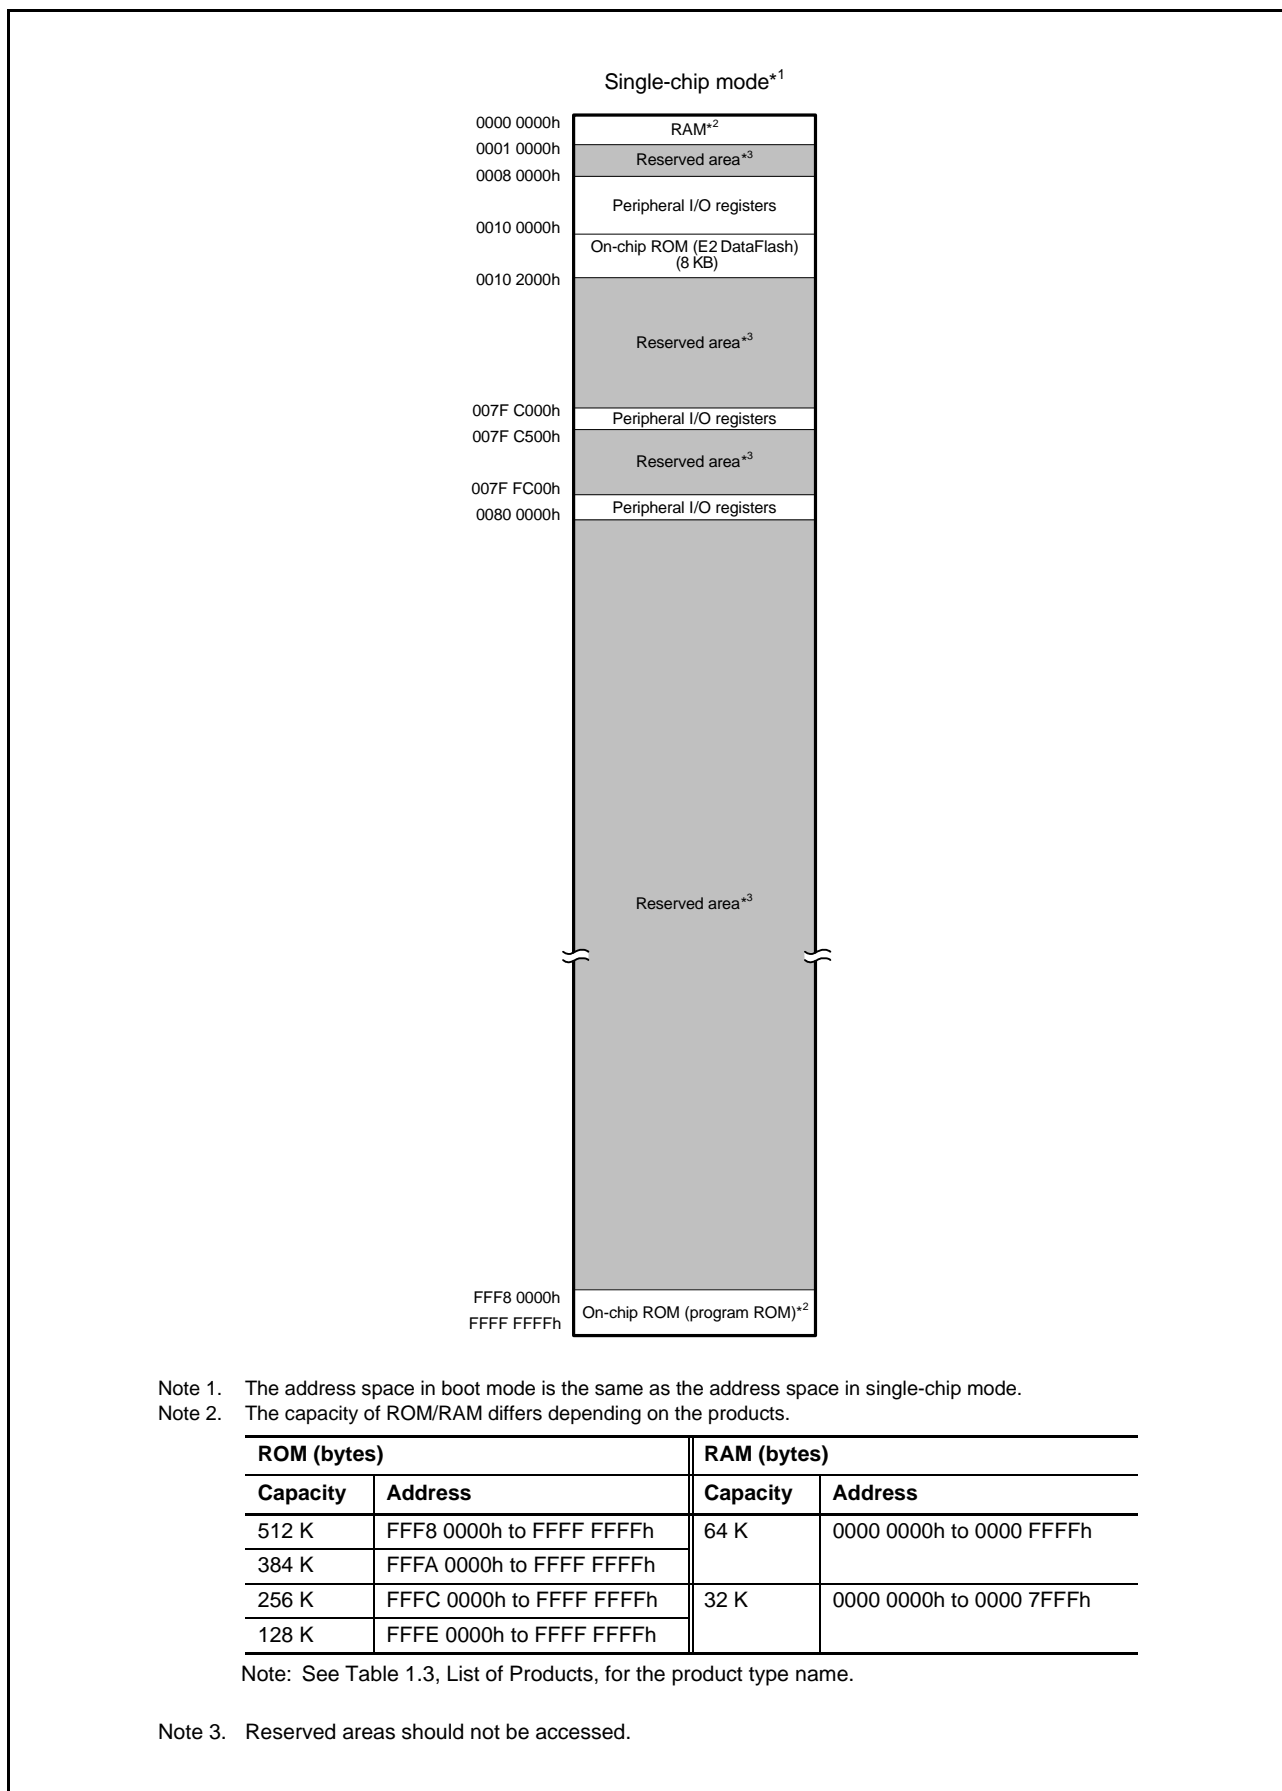 Single-chip mode*1
0000 0000h
RAM*2
0001 0000h
Reserved area*3
0008 0000h
Peripheral I/O registers
0010 0000h
On-chip ROM (E2 DataFlash)
(8 KB)
0010 2000h
Reserved area*3
007F C000h
Peripheral I/O registers
007F C500h
Reserved area*3
007F FC00h
Peripheral I/O registers
0080 0000h
Reserved area*3
FFF8 0000h
On-chip ROM (program ROM)*2
FFFF FFFFh
Note 1. The address space in boot mode is the same as the address space in single-chip mode.
Note 2. The capacity of ROM/RAM differs depending on the products.
ROM (bytes) RAM (bytes)
Capacity Address Capacity Address
512 K FFF8 0000h to FFFF FFFFh 64 K 0000 0000h to 0000 FFFFh
384 K FFFA 0000h to FFFF FFFFh
256 K FFFC 0000h to FFFF FFFFh 32 K 0000 0000h to 0000 7FFFh
128 K FFFE 0000h to FFFF FFFFh
Note: See Table 1.3, List of Products, for the product type name.
Note 3. Reserved areas should not be accessed.